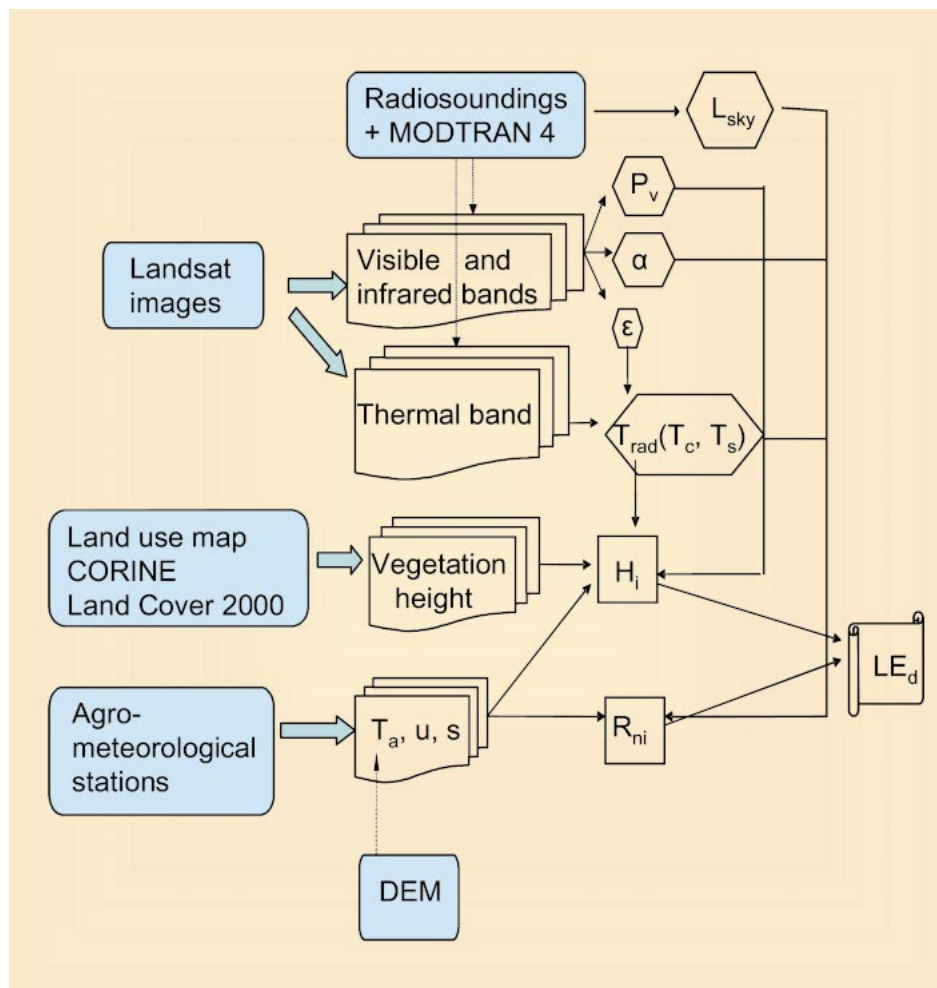 Radiosoundings
+ MODTRAN 4
L_sky
P_v
Landsat
images
Visible and
infrared bands
α
ε
Thermal band
T_rad(T_c, T_s)
Land use map
CORINE
Land Cover 2000
Vegetation
height
H_i
LE_d
Agro-
meteorological
stations
T_a, u, s
R_ni
DEM